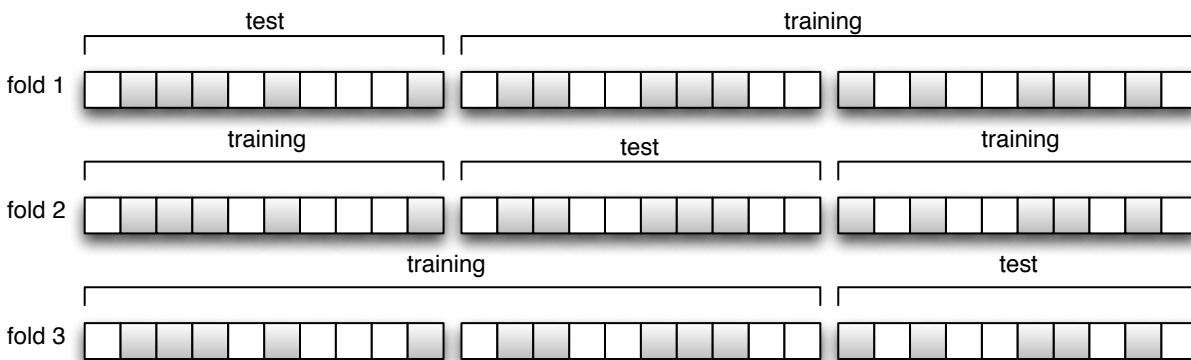 test training
fold 1
training test training
fold 2
training test
fold 3